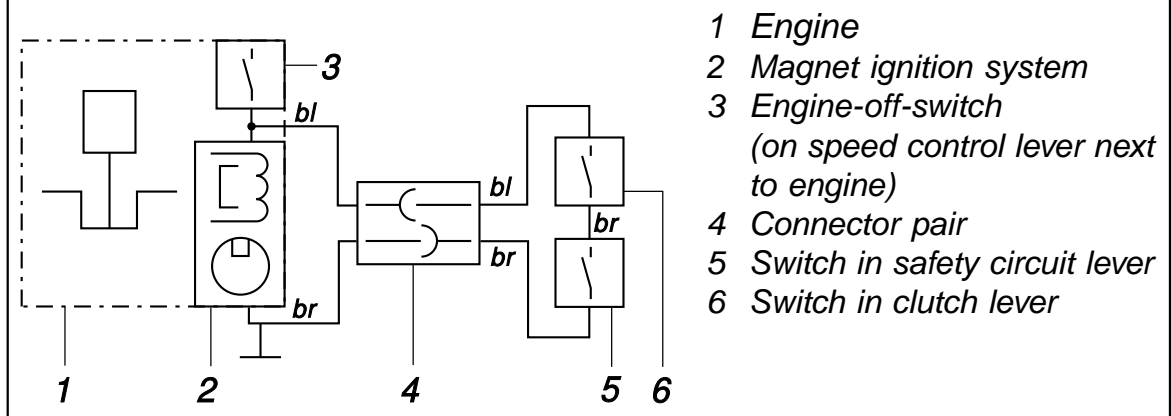 1 Engine
2 Magnet ignition system
3 Engine-off-switch
(on speed control lever next
to engine)
4 Connector pair
5 Switch in safety circuit lever
6 Switch in clutch lever
3
bl
bl
br
br
br
1
2
4
5
6